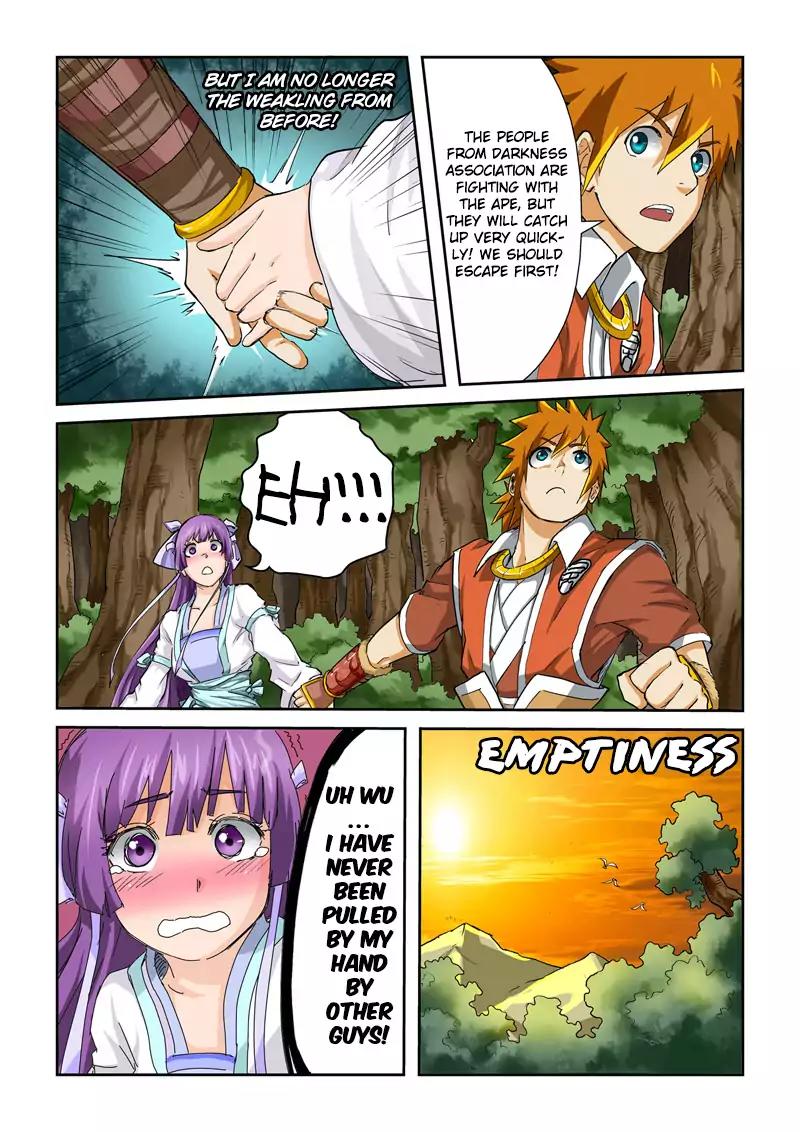 BUT I AM NO LONGER
THE WEAKLING FROM
BEFORE!
THE PEOPLE
FROM DARKNESS
ASSOCIATION ARE
FIGHTING WITH
THE APE, BUT
THEY WILL CATCH
UP VERY QUICK-
LY! WE SHOULD
ESCAPE FIRST!
EH!!!
UH WU
...
I HAVE
NEVER
BEEN
PULLED
BY MY
HAND
BY
OTHER
GUYS!
EMPTINESS